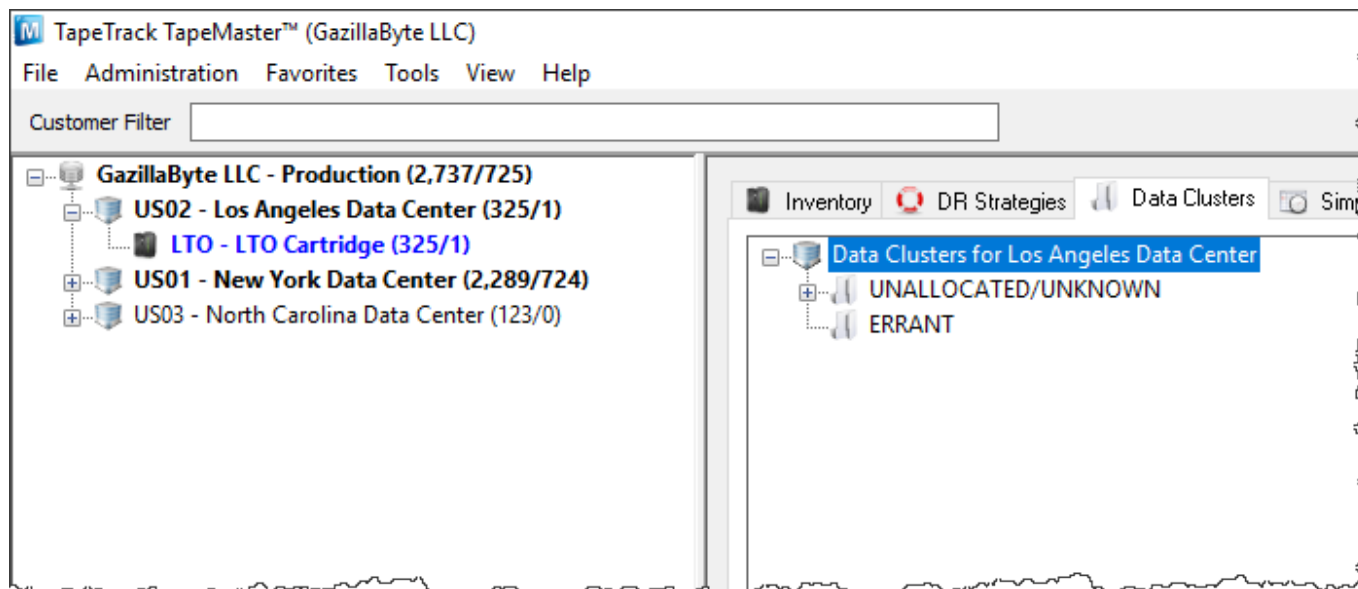 TapeTrack TapeMaster™ (GazillaByte LLC)
File Administration Favorites Tools View Help
Customer Filter
GazillaByte LLC - Production (2,737/725)
US02 - Los Angeles Data Center (325/1)
LTO - LTO Cartridge (325/1)
US01 - New York Data Center (2,289/724)
US03 - North Carolina Data Center (123/0)
Inventory DR Strategies Data Clusters
Data Clusters for Los Angeles Data Center
UNALLOCATED/UNKNOWN
ERRANT